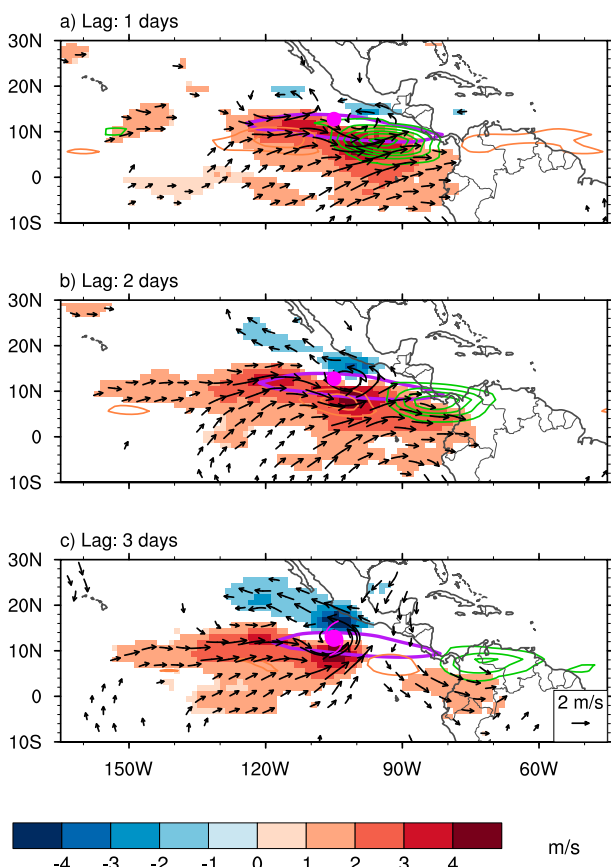 a) Lag: 1 days
30N
20N
10N
0
10S
b) Lag: 2 days
30N
20N
10N
0
10S
c) Lag: 3 days
30N
20N
10N
0
10S
2 m/s
150W 120W 90W 60W
-4 -3 -2 -1 0 1 2 3 4 m/s